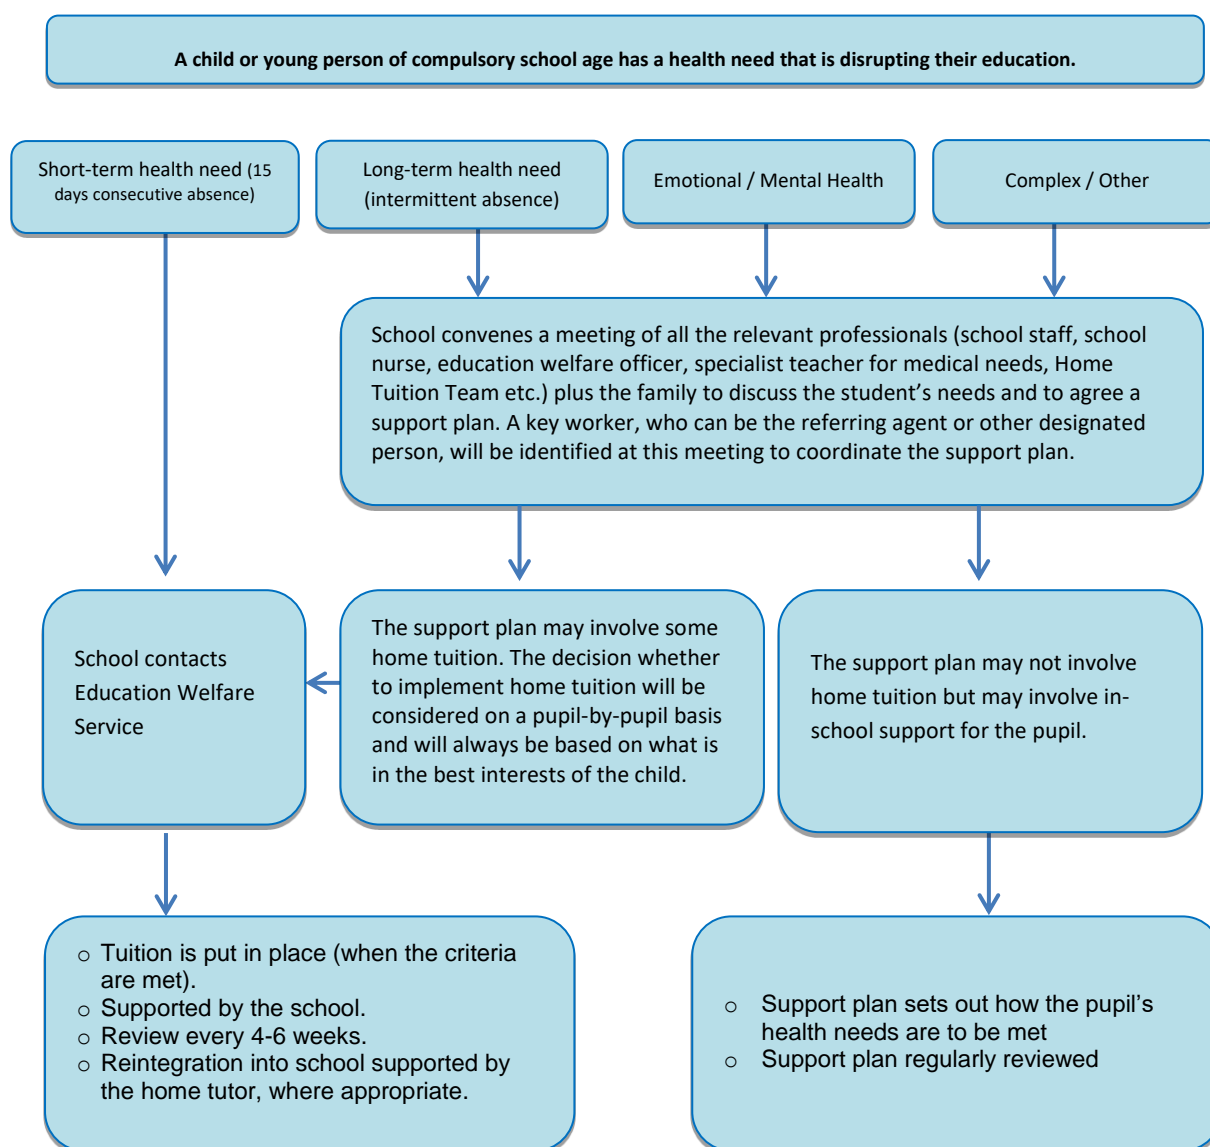 A child or young person of compulsory school age has a health need that is disrupting their education.
Short-term health need (15
days consecutive absence)
Long-term health need
(intermittent absence)
Emotional / Mental Health
Complex / Other
School convenes a meeting of all the relevant professionals (school staff, school
nurse, education welfare officer, specialist teacher for medical needs, Home
Tuition Team etc.) plus the family to discuss the student’s needs and to agree a
support plan. A key worker, who can be the referring agent or other designated
person, will be identified at this meeting to coordinate the support plan.
School contacts
Education Welfare
Service
The support plan may involve some
home tuition. The decision whether
to implement home tuition will be
considered on a pupil-by-pupil basis
and will always be based on what is
in the best interests of the child.
The support plan may not involve
home tuition but may involve in-
school support for the pupil.
o Tuition is put in place (when the criteria
are met).
o Supported by the school.
o Review every 4-6 weeks.
o Reintegration into school supported by
the home tutor, where appropriate.
o Support plan sets out how the pupil’s
health needs are to be met
o Support plan regularly reviewed